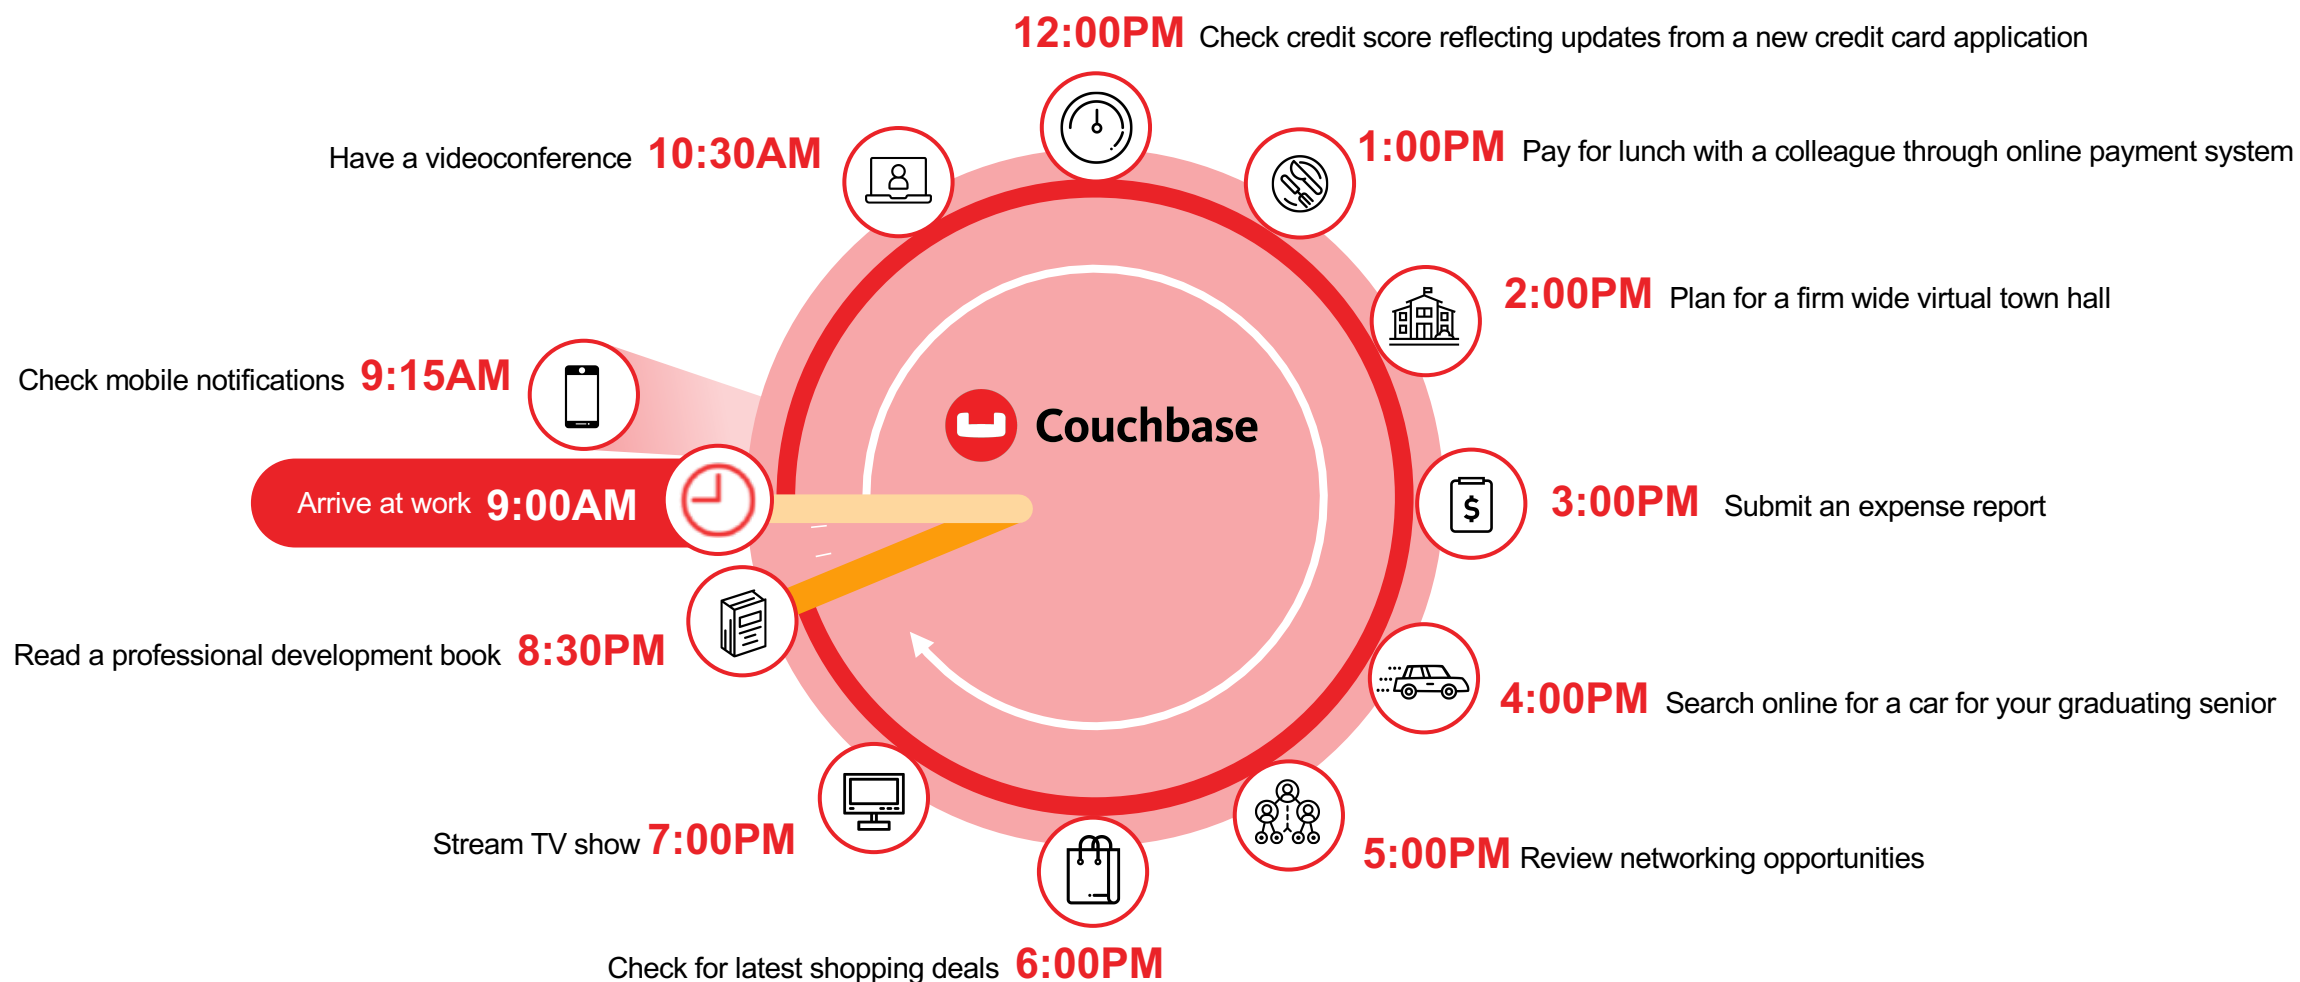 12:00PM Check credit score reflecting updates from a new credit card application
Have a videoconference 10:30AM
1:00PM Pay for lunch with a colleague through online payment system
2:00PM Plan for a firm wide virtual town hall
Check mobile notifications 9:15AM
Couchbase
Arrive at work 9:00AM
3:00PM Submit an expense report
$
Read a professional development book 8:30PM
4:00PM Search online for a car for your graduating senior
Stream TV show 7:00PM
5:00PM Review networking opportunities
Check for latest shopping deals 6:00PM